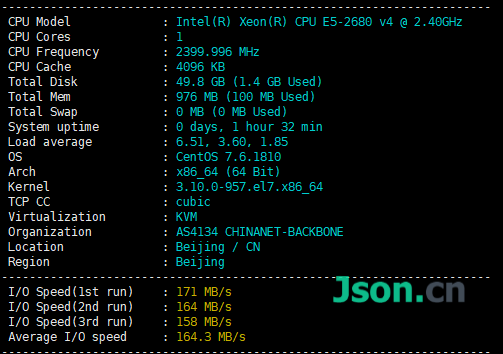 CPU Model : Intel(R) Xeon(R) CPU E5-2680 v4 @ 2.40GHz
CPU Cores : 1
CPU Frequency : 2399.996 MHz
CPU Cache : 4096 KB
Total Disk : 49.8 GB (1.4 GB Used)
Total Mem : 976 MB (100 MB Used)
Total Swap : 0 MB (0 MB Used)
System uptime : 0 days, 1 hour 32 min
Load average : 6.51, 3.60, 1.85
OS : CentOS 7.6.1810
Arch : x86_64 (64 Bit)
Kernel : 3.10.0-957.el7.x86_64
TCP CC : cubic
Virtualization : KVM
Organization : AS4134 CHINANET-BACKBONE
Location : Beijing / CN
Region : Beijing
I/O Speed(1st run) : 171 MB/s
I/O Speed(2nd run) : 164 MB/s
I/O Speed(3rd run) : 158 MB/s
Average I/O speed : 164.3 MB/s
Json.cn